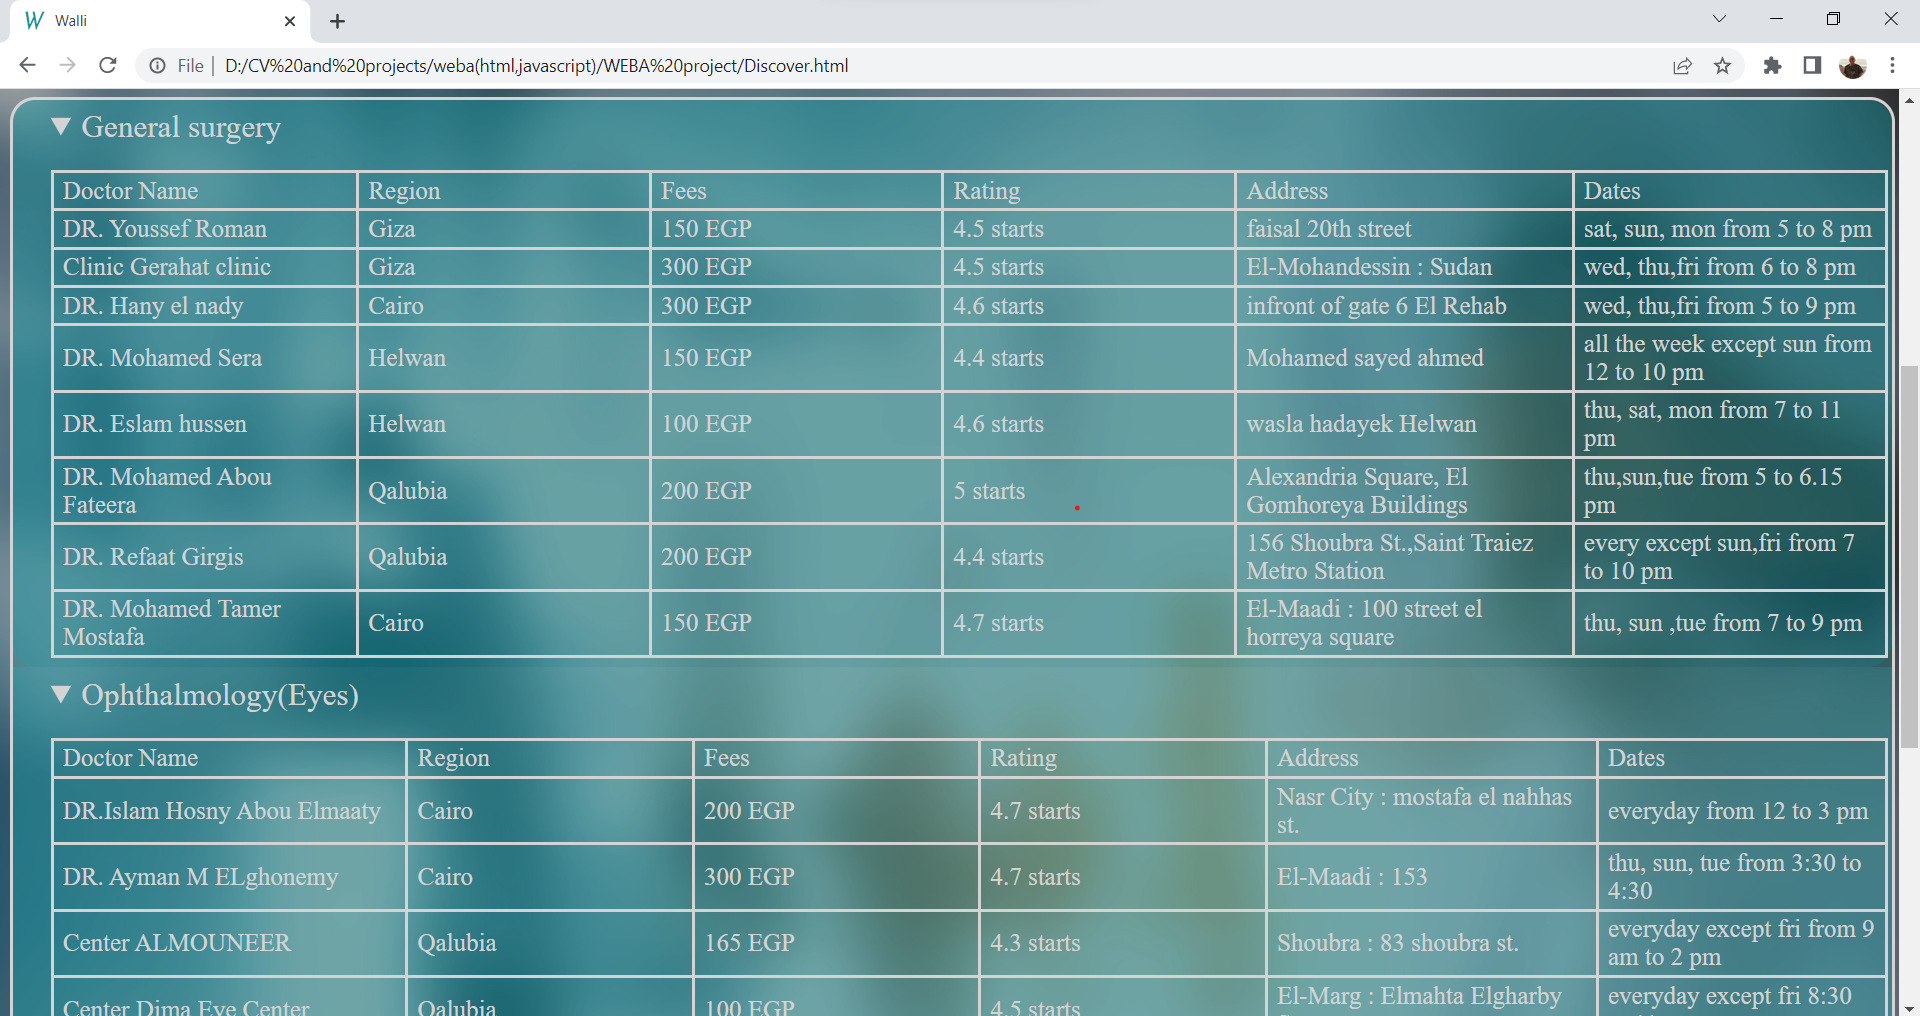 Walli
File D:/CV%20and%20projects/weba(html,javascript)/WEBA%20project/Discover.html
General surgery
Doctor Name Region Fees Rating Address Dates
DR. Youssef Roman Giza 150 EGP 4.5 starts faisal 20th street sat, sun, mon from 5 to 8 pm
Clinic Gerahat clinic Giza 300 EGP 4.5 starts El-Mohandessin : Sudan wed, thu,fri from 6 to 8 pm
DR. Hany el nady Cairo 300 EGP 4.6 starts infront of gate 6 El Rehab wed, thu,fri from 5 to 9 pm
DR. Mohamed Sera Helwan 150 EGP 4.4 starts Mohamed sayed ahmed all the week except sun from
12 to 10 pm
DR. Eslam hussen Helwan 100 EGP 4.6 starts wasla hadayek Helwan thu, sat, mon from 7 to 11
pm
DR. Mohamed Abou
Fateera Qalubia 200 EGP 5 starts Alexandria Square, El
Gomhoreya Buildings thu,sun,tue from 5 to 6.15
pm
DR. Refaat Girgis Qalubia 200 EGP 4.4 starts 156 Shoubra St.,Saint Traiez
Metro Station every except sun,fri from 7
to 10 pm
DR. Mohamed Tamer
Mostafa Cairo 150 EGP 4.7 starts El-Maadi : 100 street el
horreya square thu, sun ,tue from 7 to 9 pm
Ophthalmology(Eyes)
Doctor Name Region Fees Rating Address Dates
DR.Islam Hosny Abou Elmaaty Cairo 200 EGP 4.7 starts Nasr City : mostafa el nahhas
st. everyday from 12 to 3 pm
DR. Ayman M ELghonemy Cairo 300 EGP 4.7 starts El-Maadi : 153 thu, sun, tue from 3:30 to
4:30
Center ALMOUNEER Qalubia 165 EGP 4.3 starts Shoubra : 83 shoubra st. everyday except fri from 9
am to 2 pm
Center Dima Eye Center Qalubia 100 EGP 4.5 starts El-Marg : Elmahta Elgharby everyday except fri 8:30